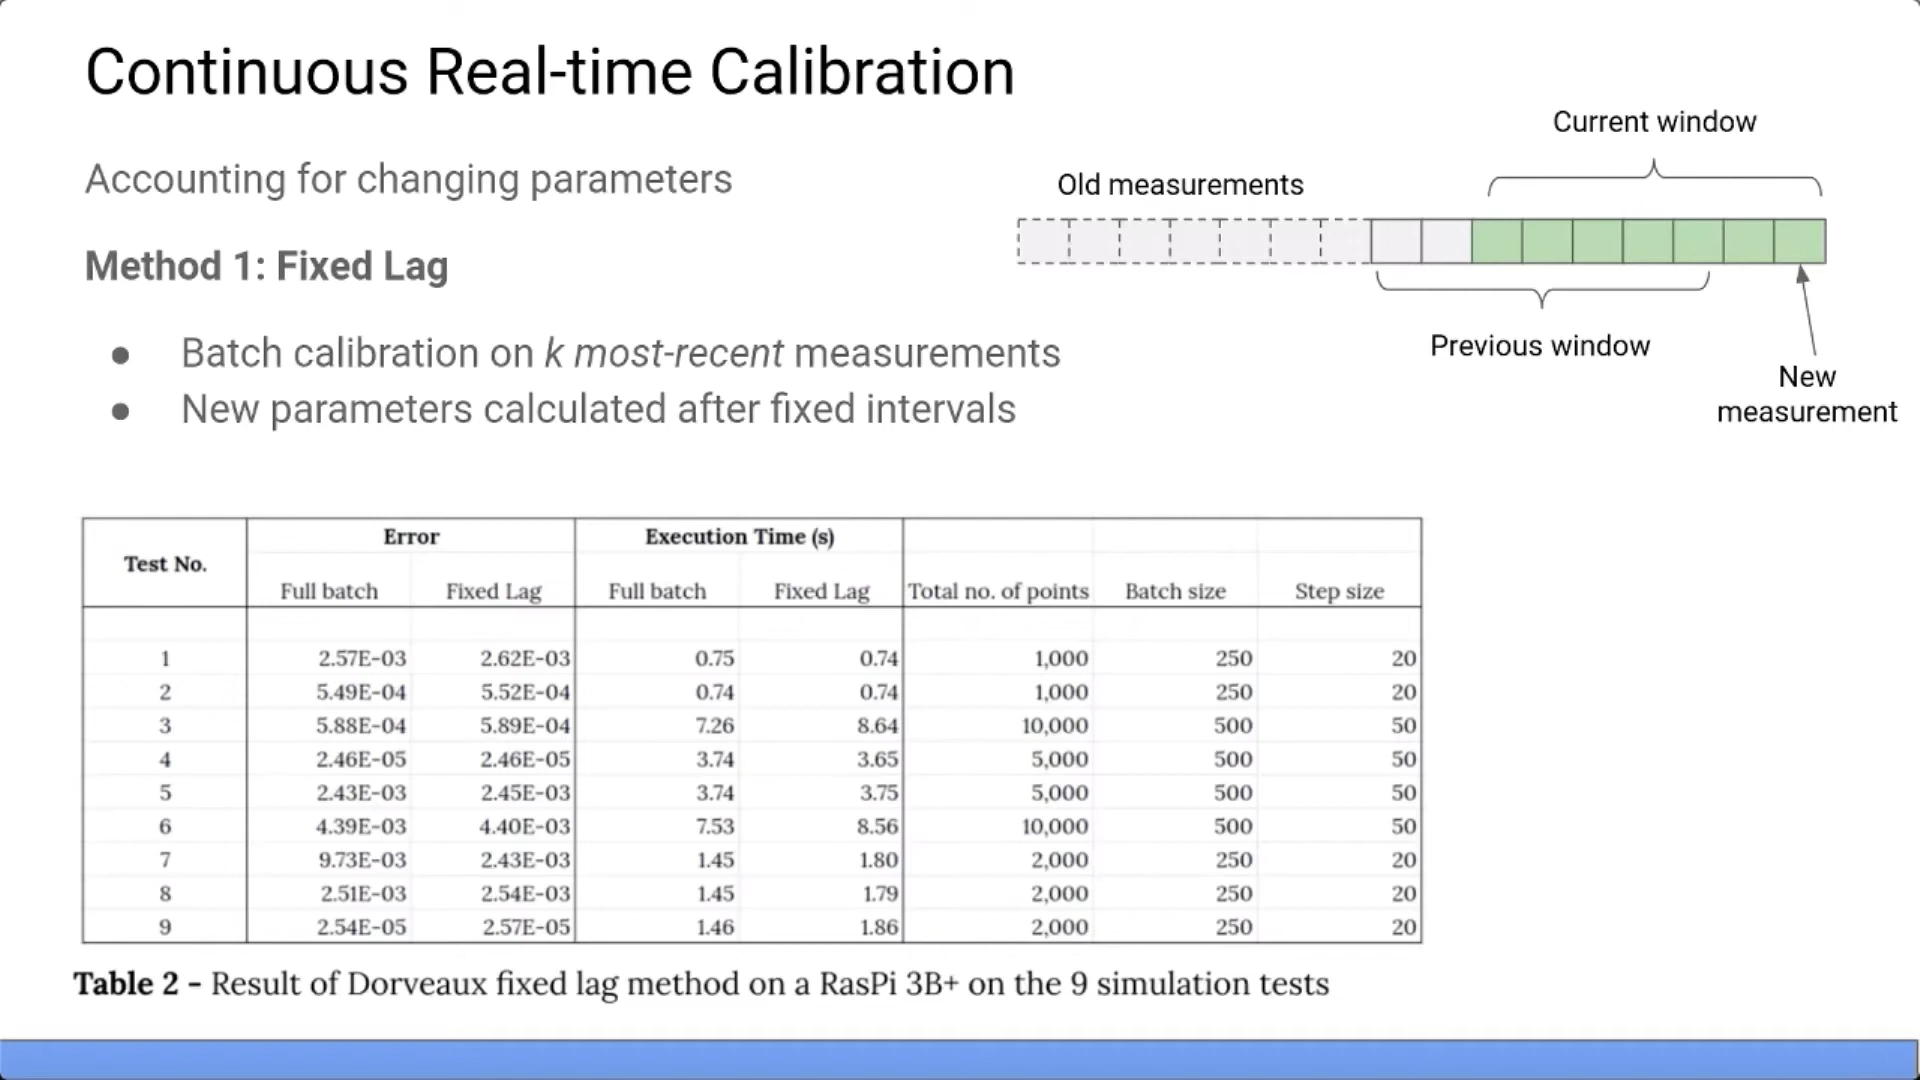 Continuous Real-time Calibration
Accounting for changing parameters
Method 1: Fixed Lag
● Batch calibration on k most-recent measurements
● New parameters calculated after fixed intervals
Current window
Old measurements
Previous window
New
measurement
Error Execution Time (s)
Test No.
Full batch Fixed Lag Full batch Fixed Lag Total no. of points Batch size Step size
1 2.57E-03 2.62E-03 0.75 0.74 1,000 250 20
2 5.49E-04 5.52E-04 0.74 0.74 1,000 250 20
3 5.88E-04 5.89E-04 7.26 8.64 10,000 500 50
4 2.46E-05 2.46E-05 3.74 3.65 5,000 500 50
5 2.43E-03 2.45E-03 3.74 3.75 5,000 500 50
6 4.39E-03 4.40E-03 7.53 8.56 10,000 500 50
7 9.73E-03 2.43E-03 1.45 1.80 2,000 250 20
8 2.51E-03 2.54E-03 1.45 1.79 2,000 250 20
9 2.54E-05 2.57E-05 1.46 1.86 2,000 250 20
Table 2 - Result of Dorveaux fixed lag method on a RasPi 3B+ on the 9 simulation tests